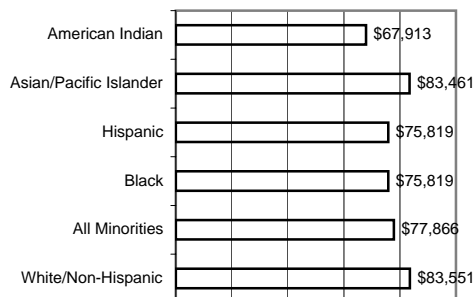 American Indian $67,913
Asian/Pacific Islander $83,461
Hispanic $75,819
Black $75,819
All Minorities $77,866
White/Non-Hispanic $83,551